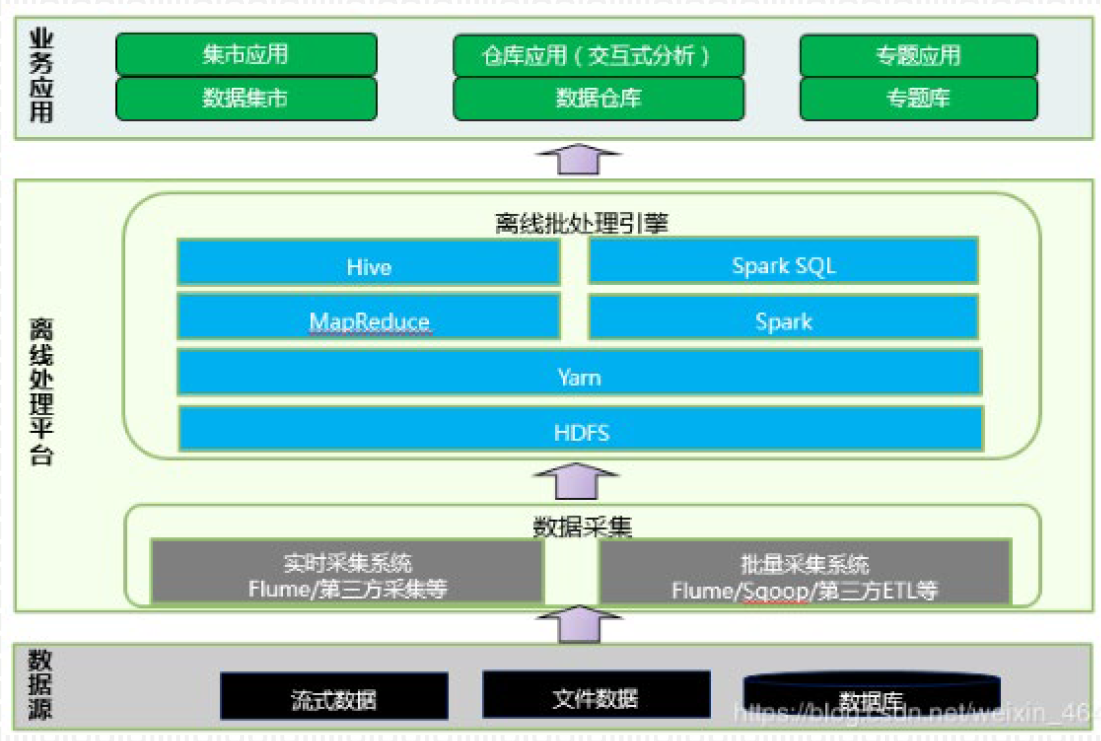 业务应用
集市应用
仓库应用（交互式分析）
专题应用
数据集市
数据仓库
专题库
离线处理平台
离线批处理引擎
Hive
Spark SQL
MapReduce
Spark
Yarn
HDFS
数据采集
实时采集系统
Flume/第三方采集等
批量采集系统
Flume/Sqoop/第三方ETL等
数据源
流式数据
文件数据
数据库
https://blog.csdn.net/weixin_464